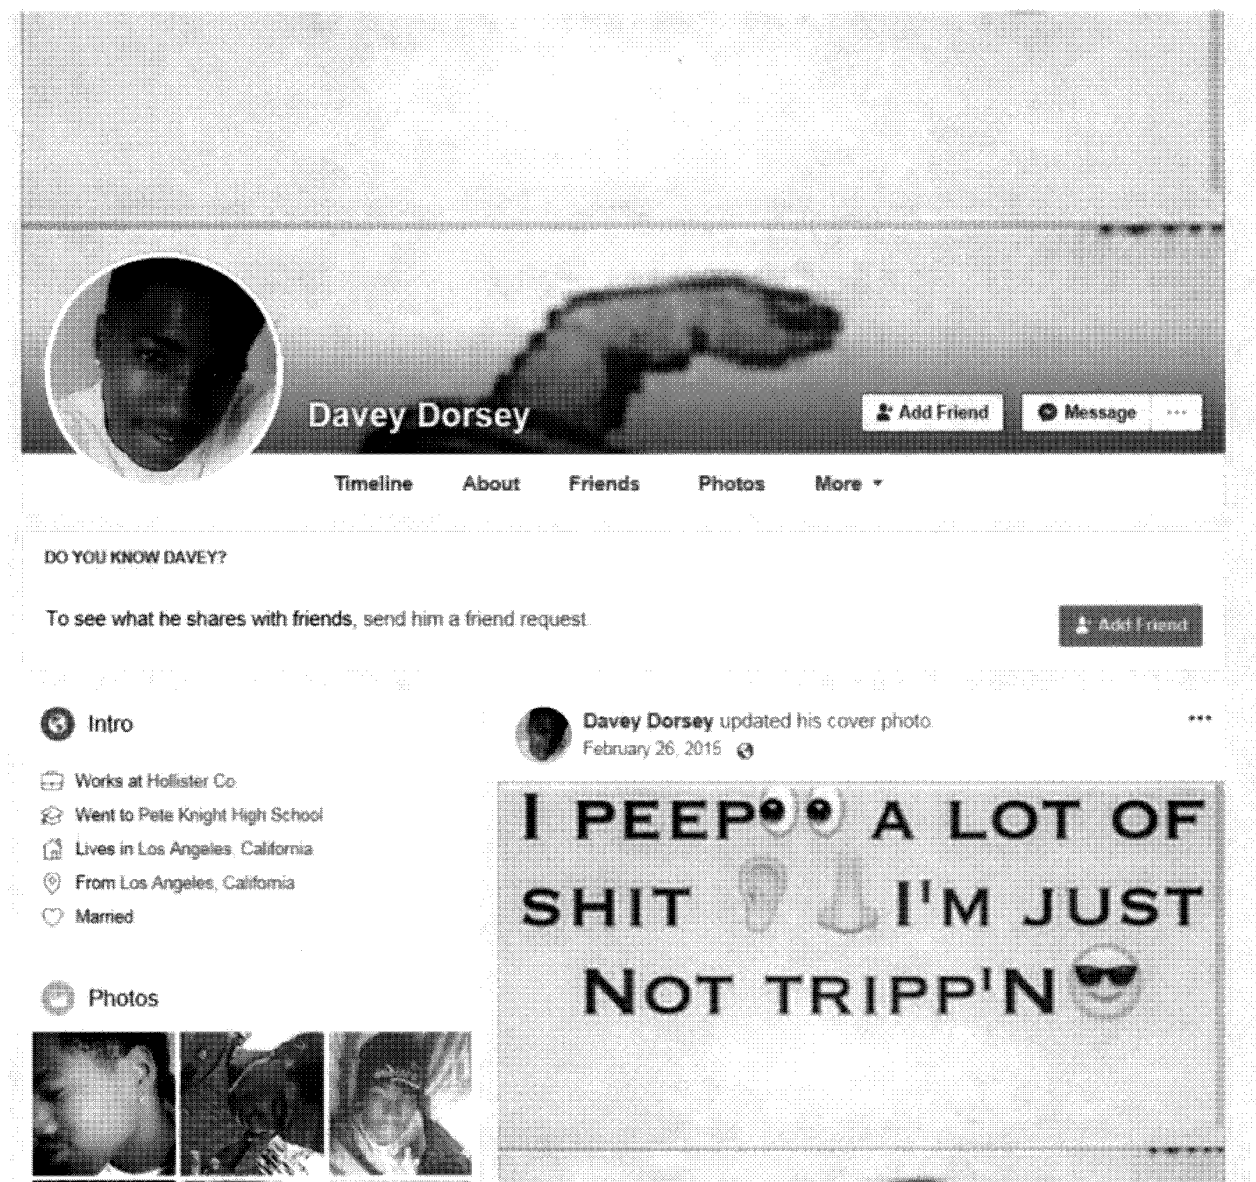 Davey Dorsey
Add Friend
Message
Timeline About Friends Photos More
DO YOU KNOW DAVEY?
To see what he shares with friends, send him a friend request
Add Friend
Intro
Works at Hollister Co
Went to Pete Knight High School
Lives in Los Angeles, California
From Los Angeles, California
Married
Photos
Davey Dorsey updated his cover photo
February 26, 2015
I PEEP👀 A LOT OF
SHIT 👂 👃 I'M JUST
NOT TRIPP'N😎